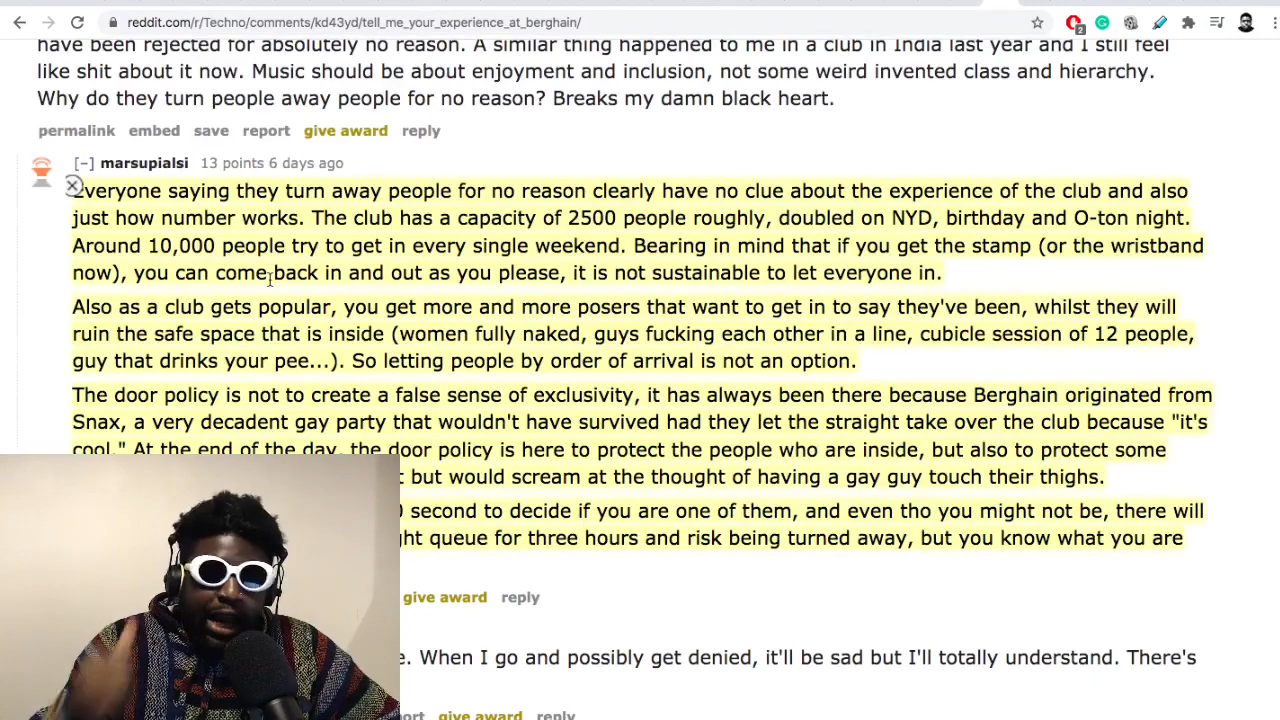 reddit.com/r/Techno/comments/kd43yd/tell_me_your_experience_at_berghain/
2
have been rejected for absolutely no reason. A similar thing happened to me in a club in India last year and I still feel
like shit about it now. Music should be about enjoyment and inclusion, not some weird invented class and hierarchy.
Why do they turn people away people for no reason? Breaks my damn black heart.
permalink embed save report give award reply
[–] marsupialsi 13 points 6 days ago
Everyone saying they turn away people for no reason clearly have no clue about the experience of the club and also
just how number works. The club has a capacity of 2500 people roughly, doubled on NYD, birthday and O-ton night.
Around 10,000 people try to get in every single weekend. Bearing in mind that if you get the stamp (or the wristband
now), you can come back in and out as you please, it is not sustainable to let everyone in.
Also as a club gets popular, you get more and more posers that want to get in to say they've been, whilst they will
ruin the safe space that is inside (women fully naked, guys fucking each other in a line, cubicle session of 12 people,
guy that drinks your pee...). So letting people by order of arrival is not an option.
The door policy is not to create a false sense of exclusivity, it has always been there because Berghain originated from
Snax, a very decadent gay party that wouldn't have survived had they let the straight take over the club because "it's
cool." At the end of the day, the door policy is here to protect the people who are inside, but also to protect some
but would scream at the thought of having a gay guy touch their thighs.
second to decide if you are one of them, and even tho you might not be, there will
queue for three hours and risk being turned away, but you know what you are
give award reply
When I go and possibly get denied, it'll be sad but I'll totally understand. There's
give award reply